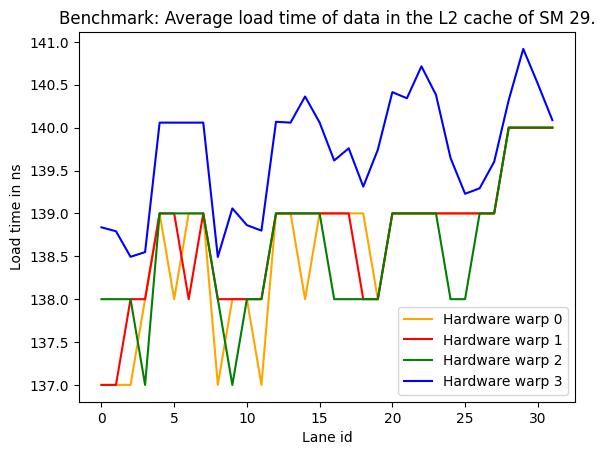 Benchmark: Average load time of data in the L2 cache of SM 29.
141.0
140.5
140.0
139.5
139.0
138.5
138.0
137.5
137.0
Load time in ns
0 5 10 15 20 25 30
Lane id
Hardware warp 0
Hardware warp 1
Hardware warp 2
Hardware warp 3